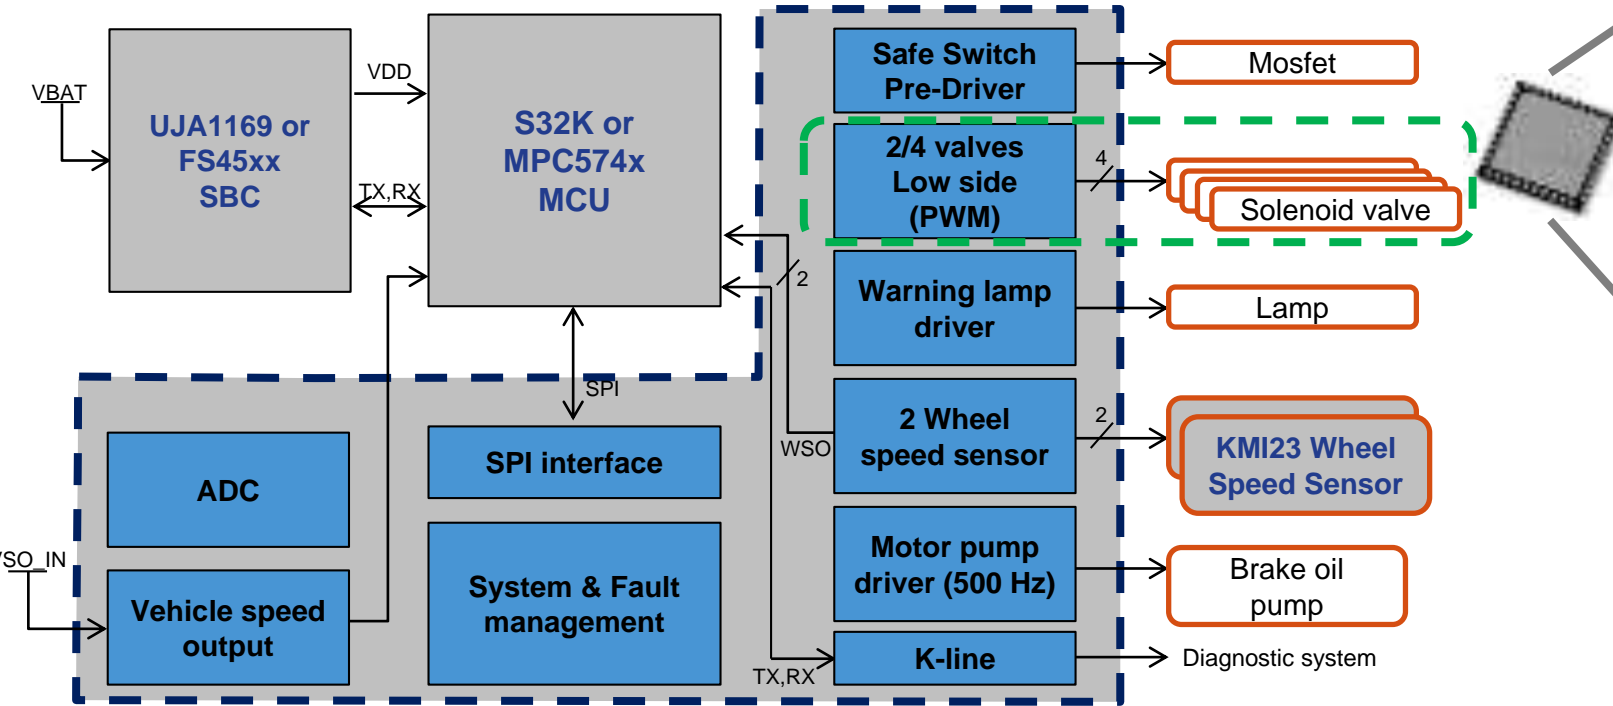 VBAT
UJA1169 or
FS45xx
SBC
VDD
TX,RX
S32K or
MPC574x
MCU
Safe Switch
Pre-Driver
Mosfet
2/4 valves
Low side
(PWM)
4
Solenoid valve
2
Warning lamp
driver
Lamp
SPI
2 Wheel
speed sensor
WSO
2
KMI23 Wheel
Speed Sensor
ADC
SPI interface
VSO_IN
Vehicle speed
output
System & Fault
management
Motor pump
driver (500 Hz)
Brake oil
pump
TX,RX
K-line
Diagnostic system